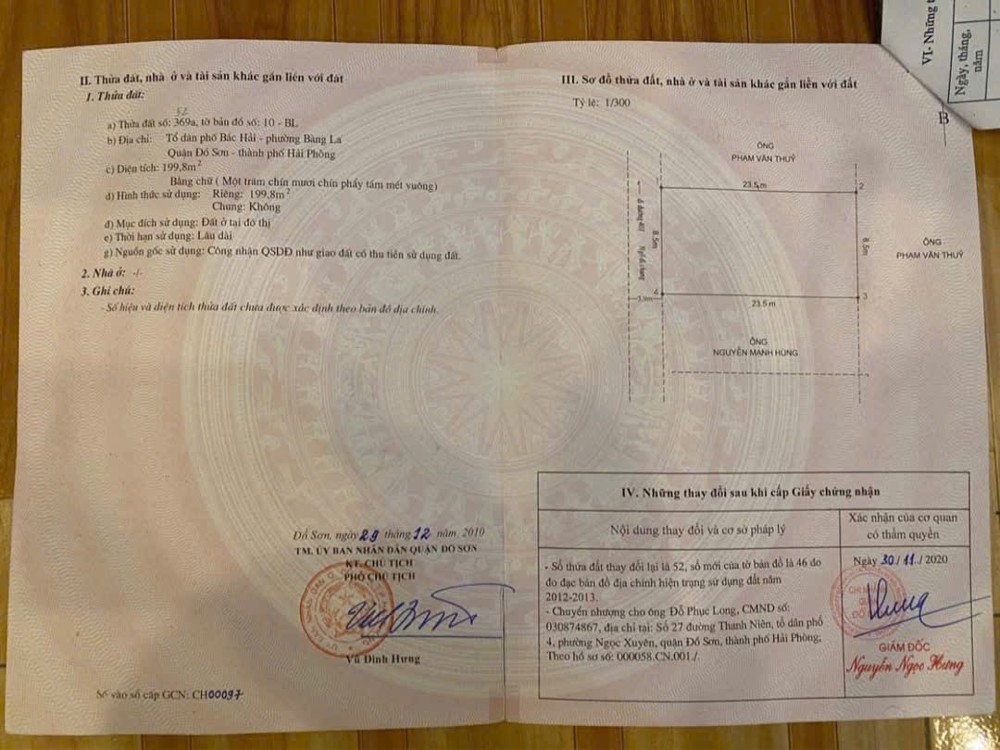 II. Thửa đất, nhà ở và tài sản khác gắn liền với đất
1. Thửa đất:
52
a) Thửa đất số: 369a, tờ bản đồ số: 10 - BL
b) Địa chỉ: Tổ dân phố Bắc Hải - phường Bàng La
Quận Đồ Sơn - thành phố Hải Phòng
c) Diện tích: 199,8m2
Bằng chữ ( Một trăm chín mươi chín phẩy tám mét vuông)
d) Hình thức sử dụng: Riêng: 199,8m2
Chung: Không
đ) Mục đích sử dụng: Đất ở tại đô thị
e) Thời hạn sử dụng: Lâu dài
g) Nguồn gốc sử dụng: Công nhận QSDĐ như giao đất có thu tiền sử dụng đất.
2. Nhà ở: -/-
3. Ghi chú:
- Số hiệu và diện tích thửa đất chưa được xác định theo bản đồ địa chính.
Đồ Sơn, ngày 29 tháng 12 năm 2010
TM. ỦY BAN NHÂN DÂN QUẬN ĐỒ SƠN
KT. CHỦ TỊCH
PHÓ CHỦ TỊCH
Vũ Đình Hưng
Số vào sổ cấp GCN: CH00097
III. Sơ đồ thửa đất, nhà ở và tài sản khác gắn liền với đất
Tỷ lệ: 1/300
B
ÔNG
PHẠM VĂN THUỶ
23.5 m
2
8.5m
8.5m
ÔNG
PHẠM VĂN THUỶ
4
3
23.5 m
ÔNG
NGUYỄN MẠNH HÙNG
IV. Những thay đổi sau khi cấp Giấy chứng nhận
Nội dung thay đổi và cơ sở pháp lý
Xác nhận của cơ quan
có thẩm quyền
- Số thửa đất thay đổi lại là 52, số mới của tờ bản đồ là 46 do
đo đạc bản đồ địa chính hiện trạng sử dụng đất năm
2012-2013.
- Chuyển nhượng cho ông Đỗ Phục Long, CMND số:
030874867, địa chỉ tại: Số 27 đường Thanh Niên, tổ dân phố
4, phường Ngọc Xuyên, quận Đồ Sơn, thành phố Hải Phòng;
Theo hồ sơ số: 000058.CN.001./.
Ngày 30/11/2020
GIÁM ĐỐC
Nguyễn Ngọc Hưng
VI- Những t
Ngày, tháng,
năm